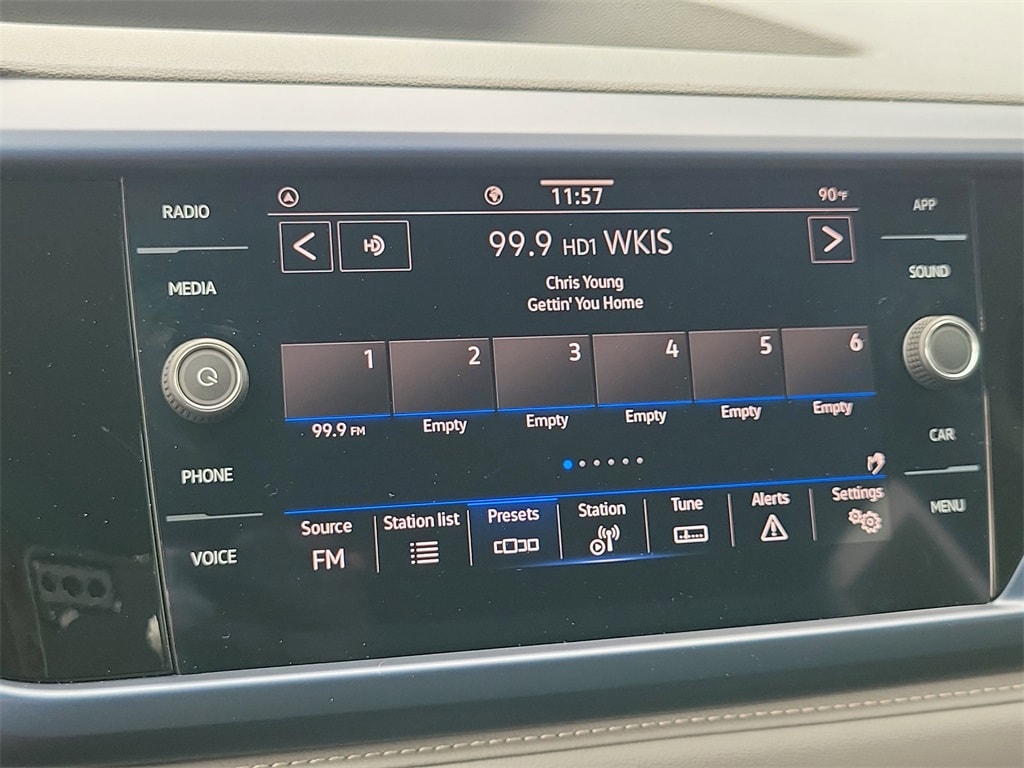 RADIO
MEDIA
PHONE
VOICE
11:57
90°F
< HD 99.9 HD1 WKIS >
Chris Young
Gettin' You Home
1 2 3 4 5 6
99.9 FM Empty Empty Empty Empty Empty
Source Station list Presets Station Tune Alerts Settings
FM
APP
SOUND
CAR
MENU